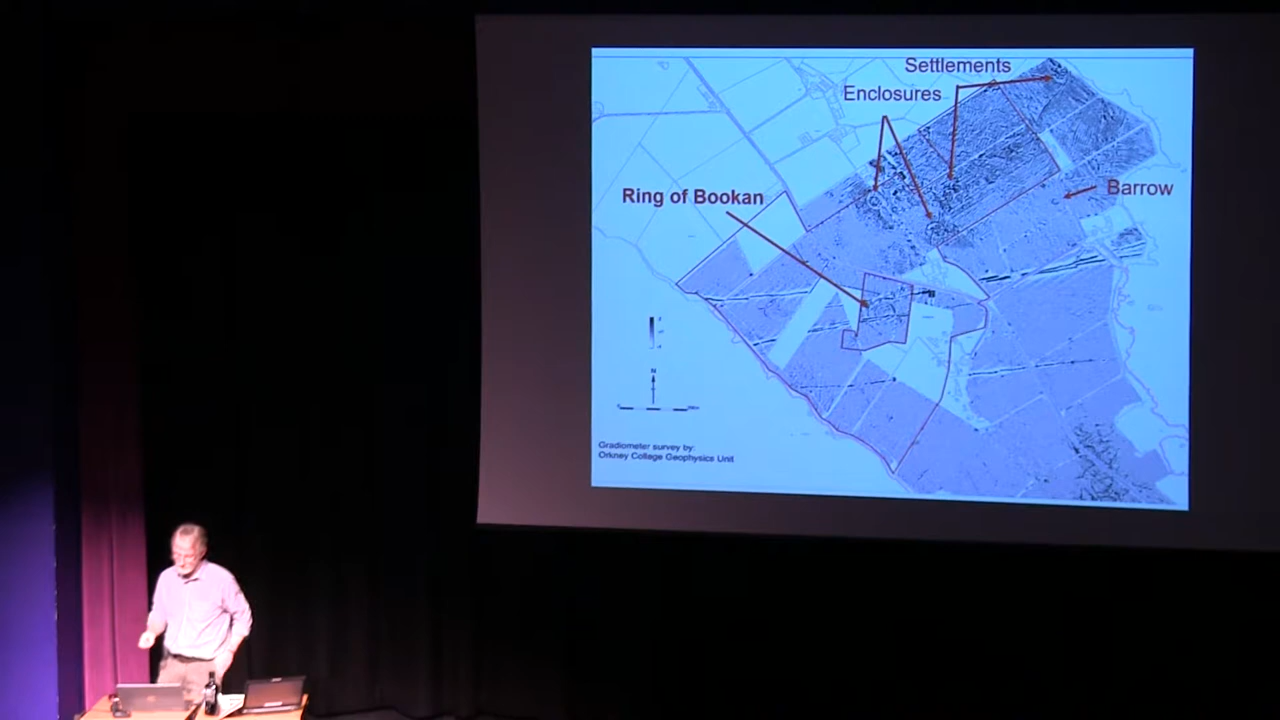 Settlements
Enclosures
Ring of Bookan
Barrow
N
Gradiometer survey by:
Orkney College Geophysics Unit